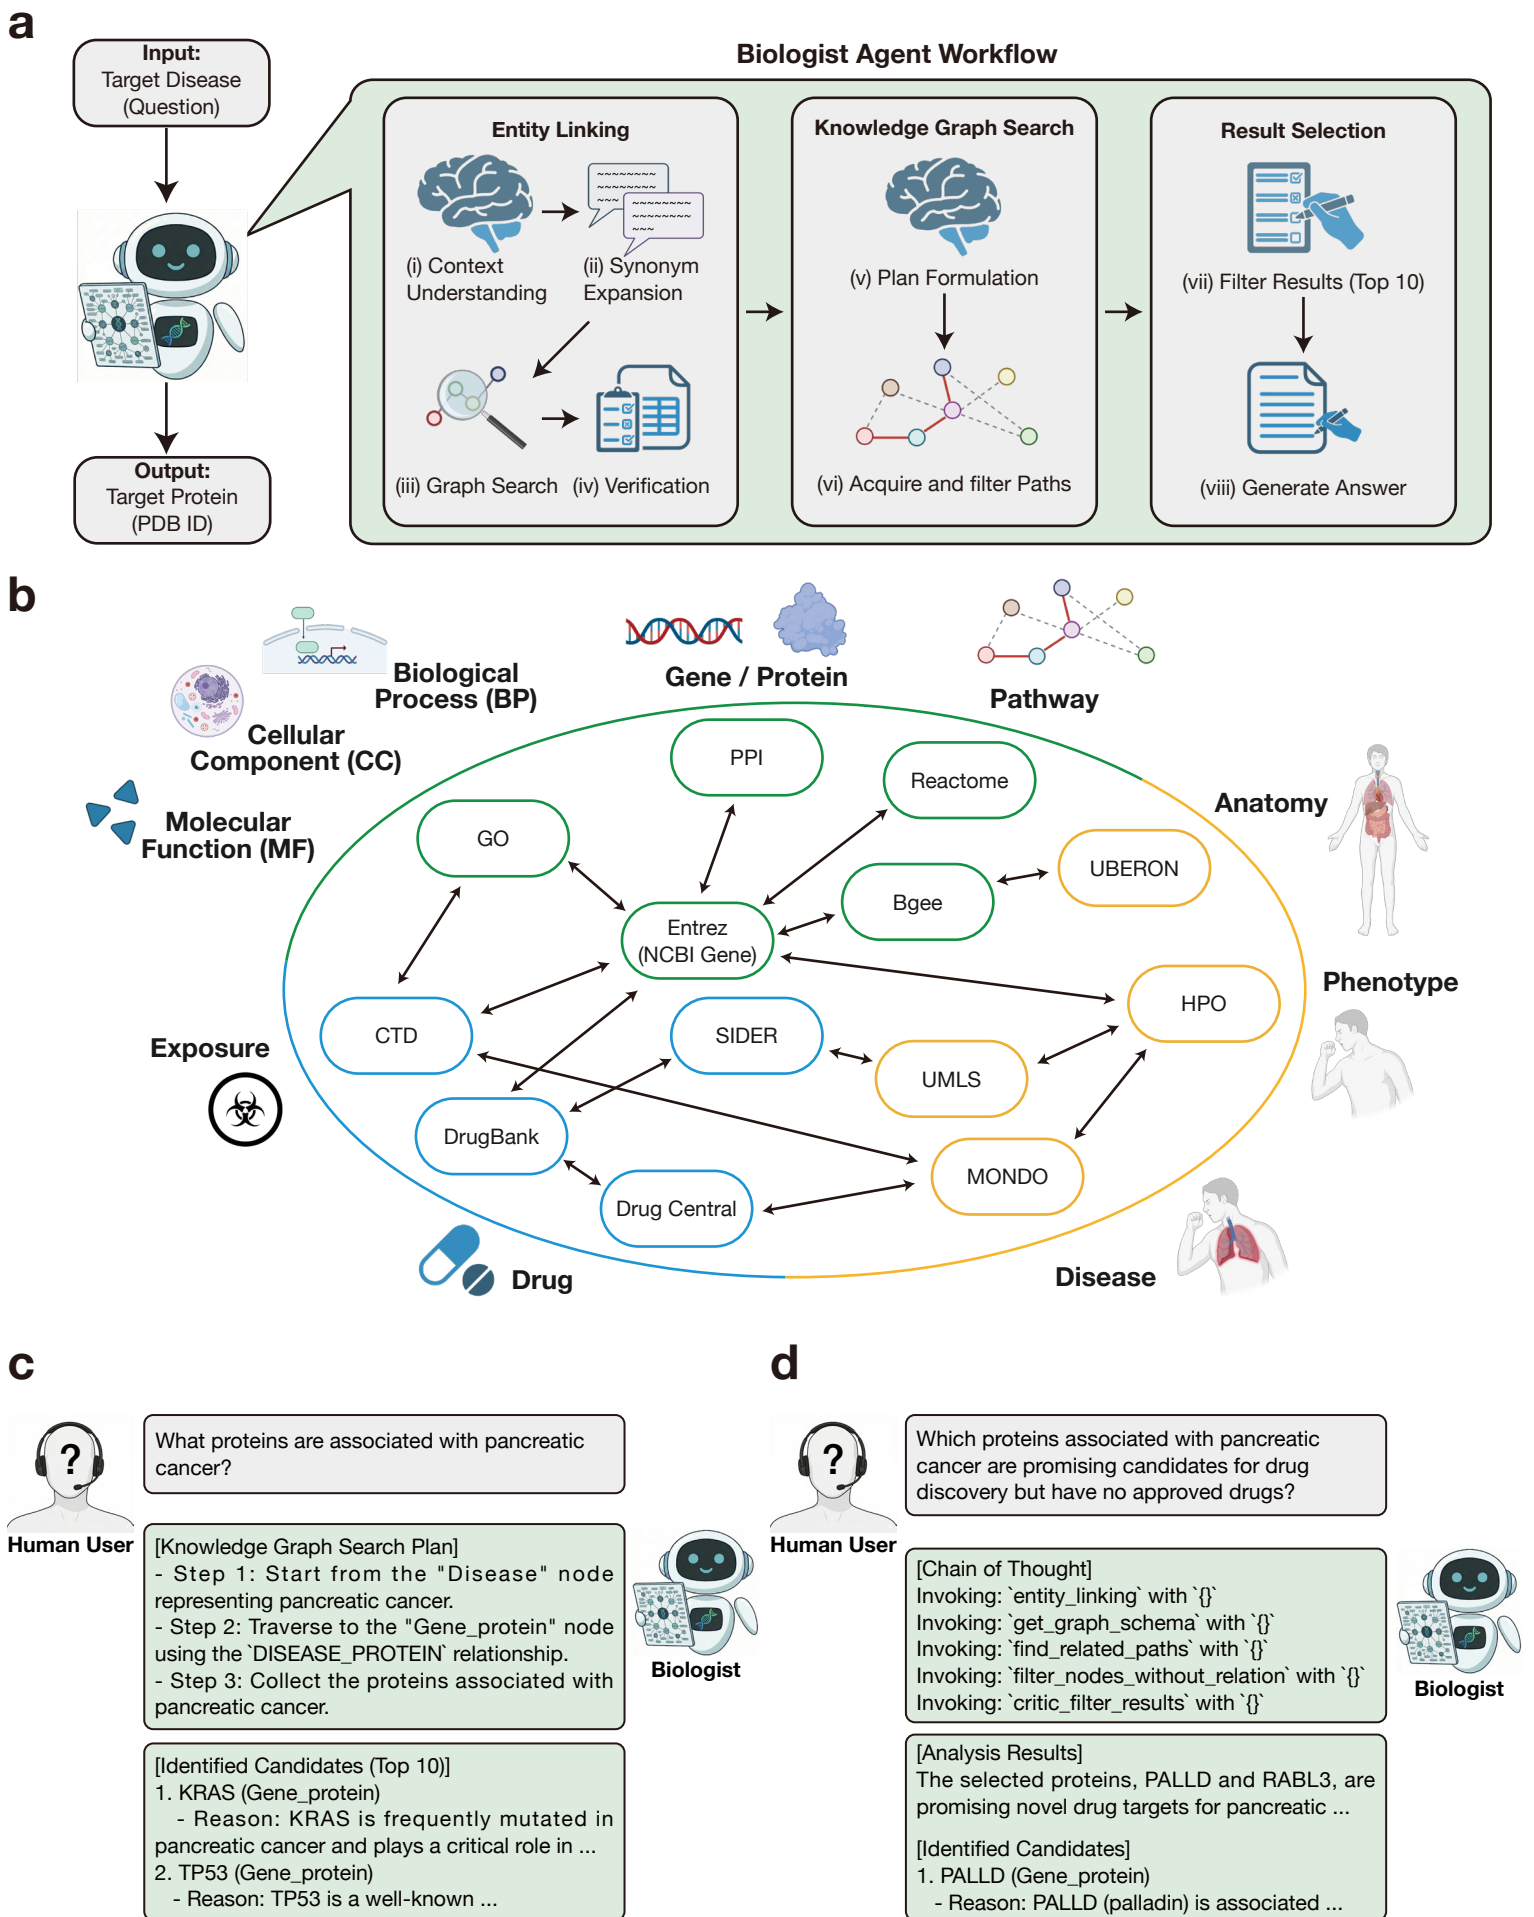 a
Input:
Target Disease
(Question)
Output:
Target Protein
(PDB ID)
Biologist Agent Workflow
Entity Linking
(i) Context
Understanding
(ii) Synonym
Expansion
(iii) Graph Search
(iv) Verification
Knowledge Graph Search
(v) Plan Formulation
(vi) Acquire and filter Paths
Result Selection
(vii) Filter Results (Top 10)
(viii) Generate Answer
b
Biological
Process (BP)
Gene / Protein
Pathway
Cellular
Component (CC)
Molecular
Function (MF)
Anatomy
Phenotype
Exposure
Drug
Disease
PPI
Reactome
GO
UBERON
Bgee
Entrez
(NCBI Gene)
HPO
CTD
SIDER
UMLS
DrugBank
MONDO
Drug Central
c
?
Human User
What proteins are associated with pancreatic
cancer?
[Knowledge Graph Search Plan]
- Step 1: Start from the "Disease" node
representing pancreatic cancer.
- Step 2: Traverse to the "Gene_protein" node
using the `DISEASE_PROTEIN` relationship.
- Step 3: Collect the proteins associated with
pancreatic cancer.
Biologist
[Identified Candidates (Top 10)]
1. KRAS (Gene_protein)
- Reason: KRAS is frequently mutated in
pancreatic cancer and plays a critical role in ...
2. TP53 (Gene_protein)
- Reason: TP53 is a well-known ...
d
?
Human User
Which proteins associated with pancreatic
cancer are promising candidates for drug
discovery but have no approved drugs?
[Chain of Thought]
Invoking: `entity_linking` with `{}`
Invoking: `get_graph_schema` with `{}`
Invoking: `find_related_paths` with `{}`
Invoking: `filter_nodes_without_relation` with `{}`
Invoking: `critic_filter_results` with `{}`
Biologist
[Analysis Results]
The selected proteins, PALLD and RABL3, are
promising novel drug targets for pancreatic ...
[Identified Candidates]
1. PALLD (Gene_protein)
- Reason: PALLD (palladin) is associated ...